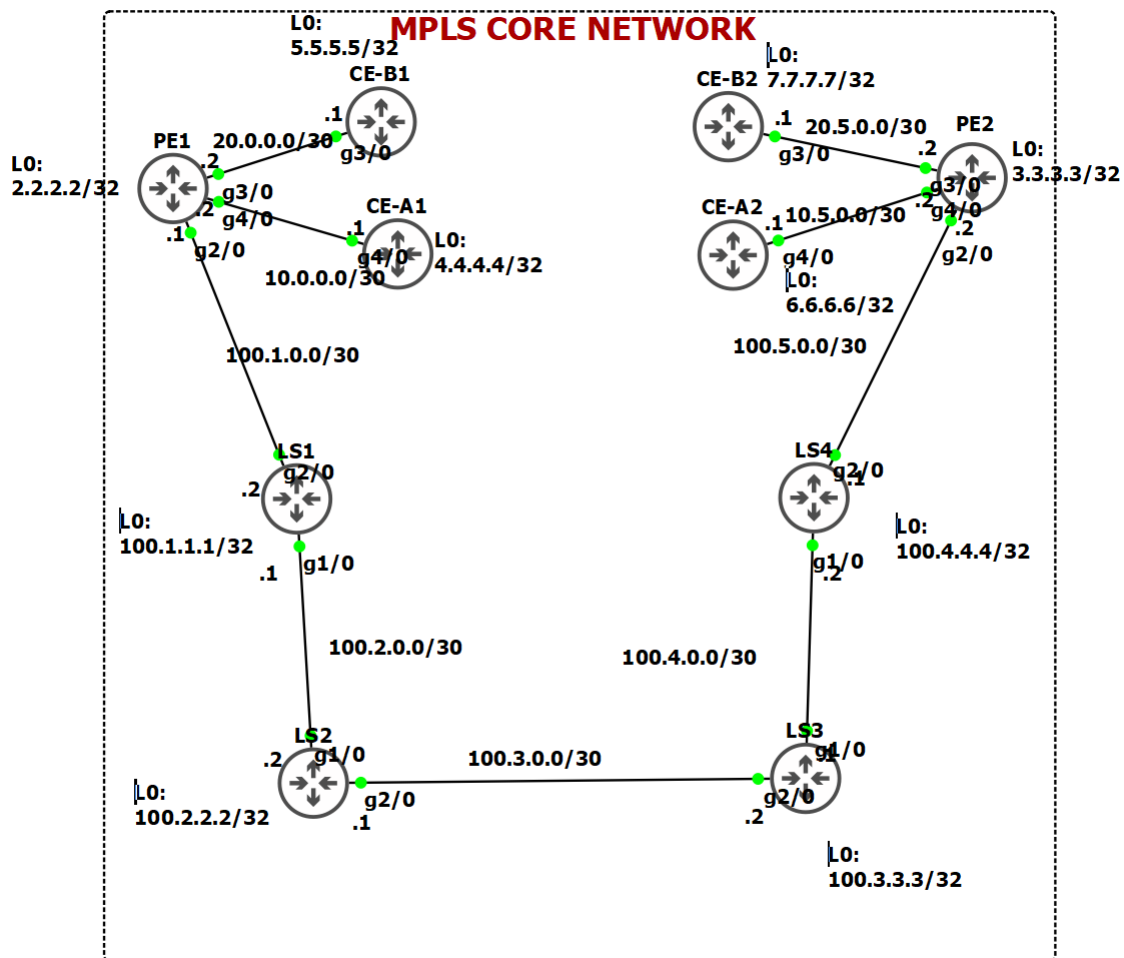 MPLS CORE NETWORK
L0:
5.5.5.5/32
CE-B1
L0:
7.7.7.7/32
CE-B2
PE1
.1
20.0.0.0/30
g3/0
.2
g3/0
L0:
2.2.2.2/32
.2
g4/0
.1
g2/0
CE-A1
.1
g4/0
10.0.0.0/30
L0:
4.4.4.4/32
.1
20.5.0.0/30
g3/0
.2
PE2
L0:
3.3.3.3/32
g3/0
.2
g4/0
.2
g2/0
CE-A2
.1
10.5.0.0/30
g4/0
L0:
6.6.6.6/32
100.1.0.0/30
100.5.0.0/30
LS1
g2/0
.2
L0:
100.1.1.1/32
.1
g1/0
LS4
g2/0
.1
L0:
100.4.4.4/32
g1/0
.2
100.2.0.0/30
100.4.0.0/30
LS2
g1/0
.2
L0:
100.2.2.2/32
g2/0
.1
100.3.0.0/30
LS3
g1/0
.1
g2/0
.2
L0:
100.3.3.3/32